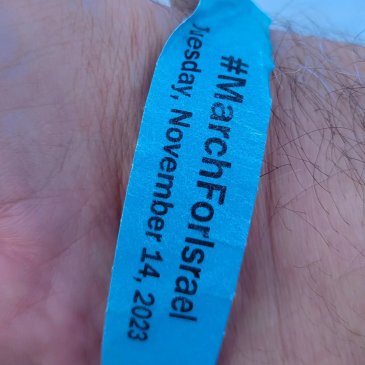 #MarchForIsrael
Tuesday, November 14, 2023